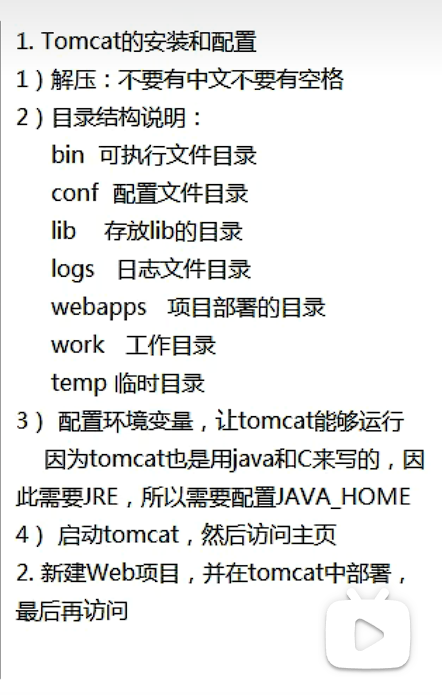 1. Tomcat的安装和配置
1）解压：不要有中文不要有空格
2）目录结构说明：
bin 可执行文件目录
conf 配置文件目录
lib 存放lib的目录
logs 日志文件目录
webapps 项目部署的目录
work 工作目录
temp 临时目录
3） 配置环境变量，让tomcat能够运行
因为tomcat也是用java和C来写的，因
此需要JRE，所以需要配置JAVA_HOME
4） 启动tomcat，然后访问主页
2. 新建Web项目，并在tomcat中部署，
最后再访问